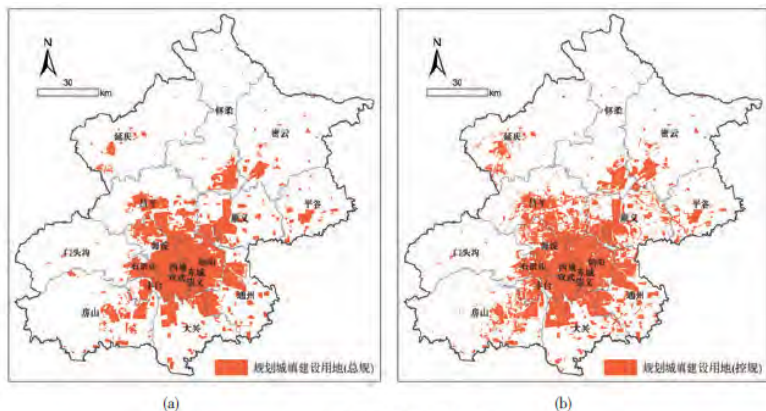 N
30
km
怀柔
延庆
密云
昌平
平谷
顺义
门头沟
海淀
朝阳
石景山
西城
东城
宣武
崇文
丰台
通州
房山
大兴
规划城镇建设用地(总规)
(a)
N
30
km
怀柔
延庆
密云
昌平
平谷
顺义
门头沟
海淀
朝阳
石景山
西城
东城
宣武
崇文
丰台
通州
房山
大兴
规划城镇建设用地(控规)
(b)